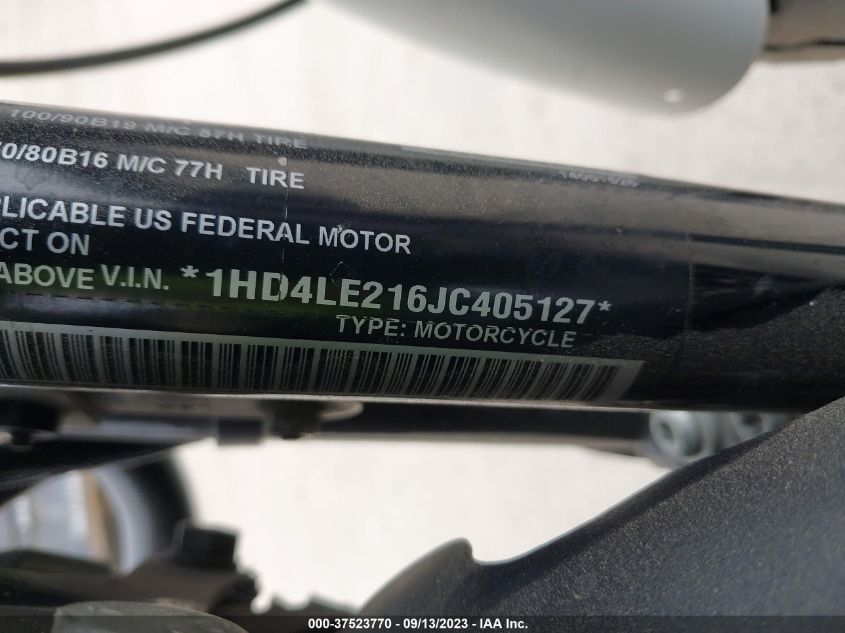 100/90B19 M/C 57H TIRE
0/80B16 M/C 77H TIRE
PLICABLE US FEDERAL MOTOR
CT ON
ABOVE V.I.N. *1HD4LE216JC405127*
TYPE: MOTORCYCLE
000-37523770 - 09/13/2023 - IAA Inc.